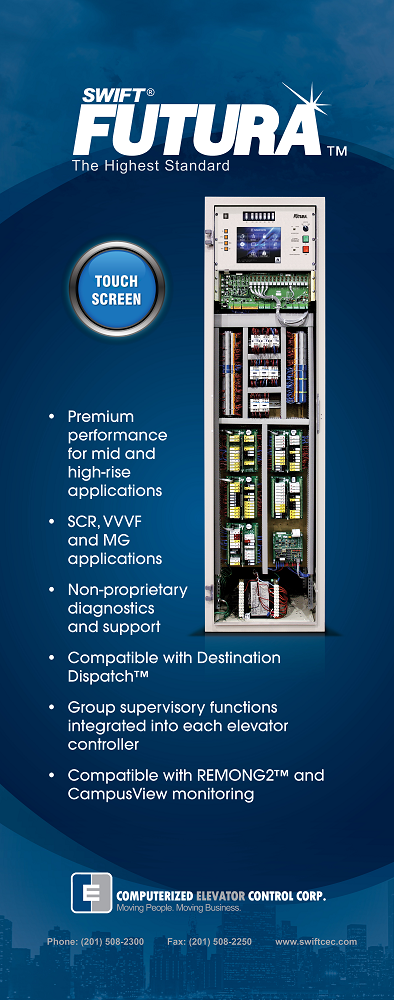 SWIFT®
FUTURA™
The Highest Standard
TOUCH
SCREEN
• Premium
performance
for mid and
high-rise
applications
• SCR, VVVF
and MG
applications
• Non-proprietary
diagnostics
and support
• Compatible with Destination
Dispatch™
• Group supervisory functions
integrated into each elevator
controller
• Compatible with REMONG2™ and
CampusView monitoring
E
COMPUTERIZED ELEVATOR CONTROL CORP.
Moving People. Moving Business.
Phone: (201) 508-2300 Fax: (201) 508-2250 www.swiftcec.com